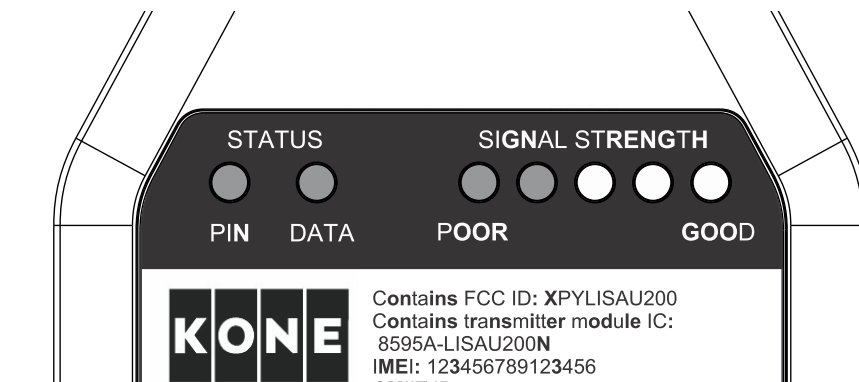 STATUS
SIGNAL STRENGTH
PIN
DATA
POOR
GOOD
KONE
Contains FCC ID: XPYLISAU200
Contains transmitter module IC:
8595A-LISAU200N
IMEI: 123456789123456